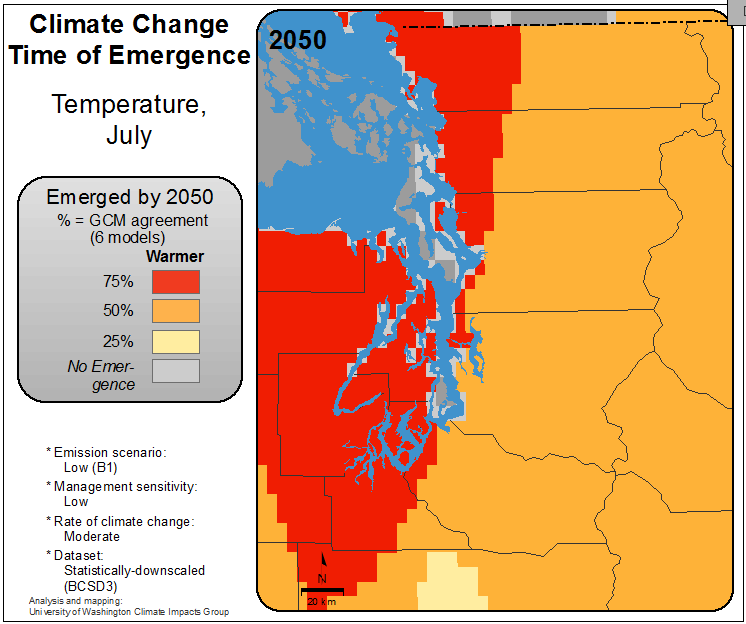 Climate Change
Time of Emergence
Temperature,
July
Emerged by 2050
% = GCM agreement
(6 models)
Warmer
75%
50%
25%
No Emer-
gence
* Emission scenario:
Low (B1)
* Management sensitivity:
Low
* Rate of climate change:
Moderate
* Dataset:
Statistically-downscaled
(BCSD3)
Analysis and mapping:
University of Washington Climate Impacts Group
2050
N
20 km